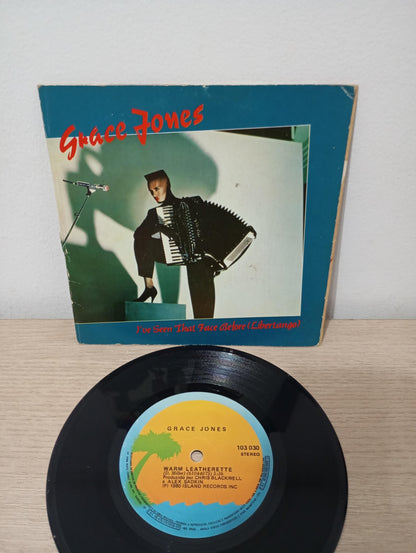 Grace Jones
I've Seen That Face Before (Libertango)
GRACE JONES
103 030
STEREO
WARM LEATHERETTE
Produzido por CHRIS BLACKWELL
e ALEX SADKIN
(P) 1980 ISLAND RECORDS INC